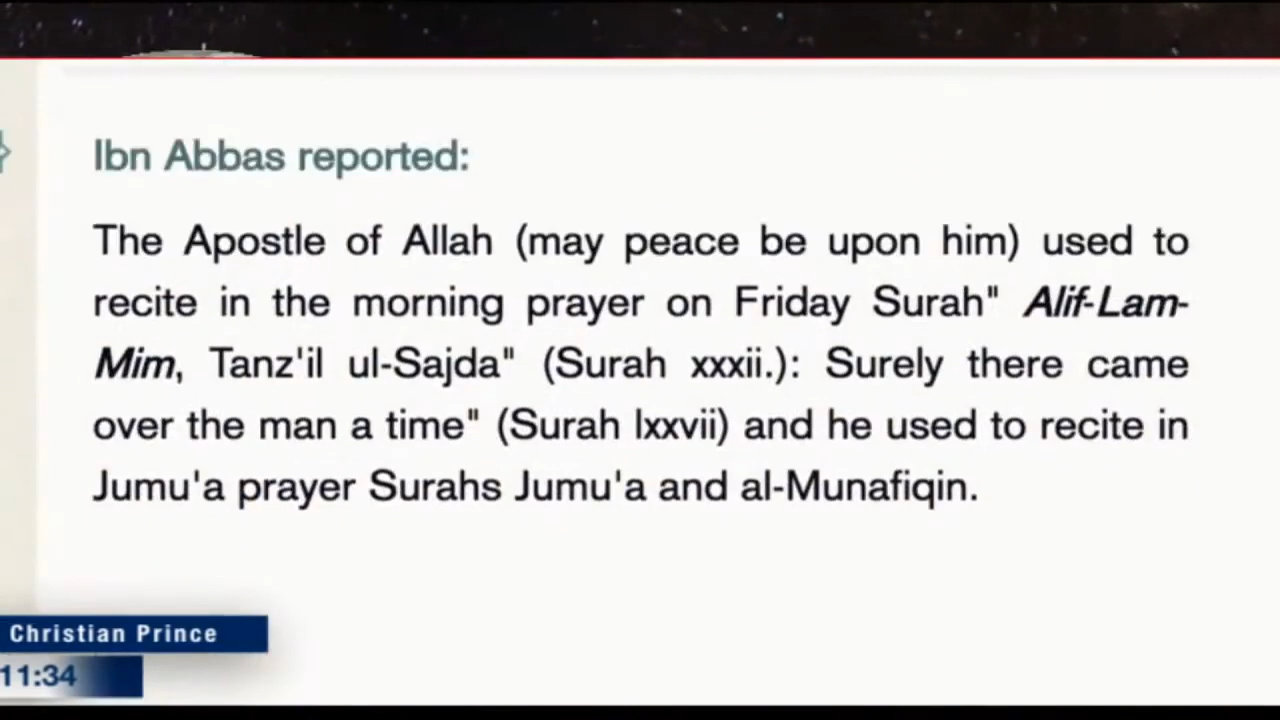 Ibn Abbas reported:
The Apostle of Allah (may peace be upon him) used to
recite in the morning prayer on Friday Surah" Alif-Lam-
Mim, Tanz'il ul-Sajda" (Surah xxxii.): Surely there came
over the man a time" (Surah lxxvii) and he used to recite in
Jumu'a prayer Surahs Jumu'a and al-Munafiqin.
Christian Prince
11:34